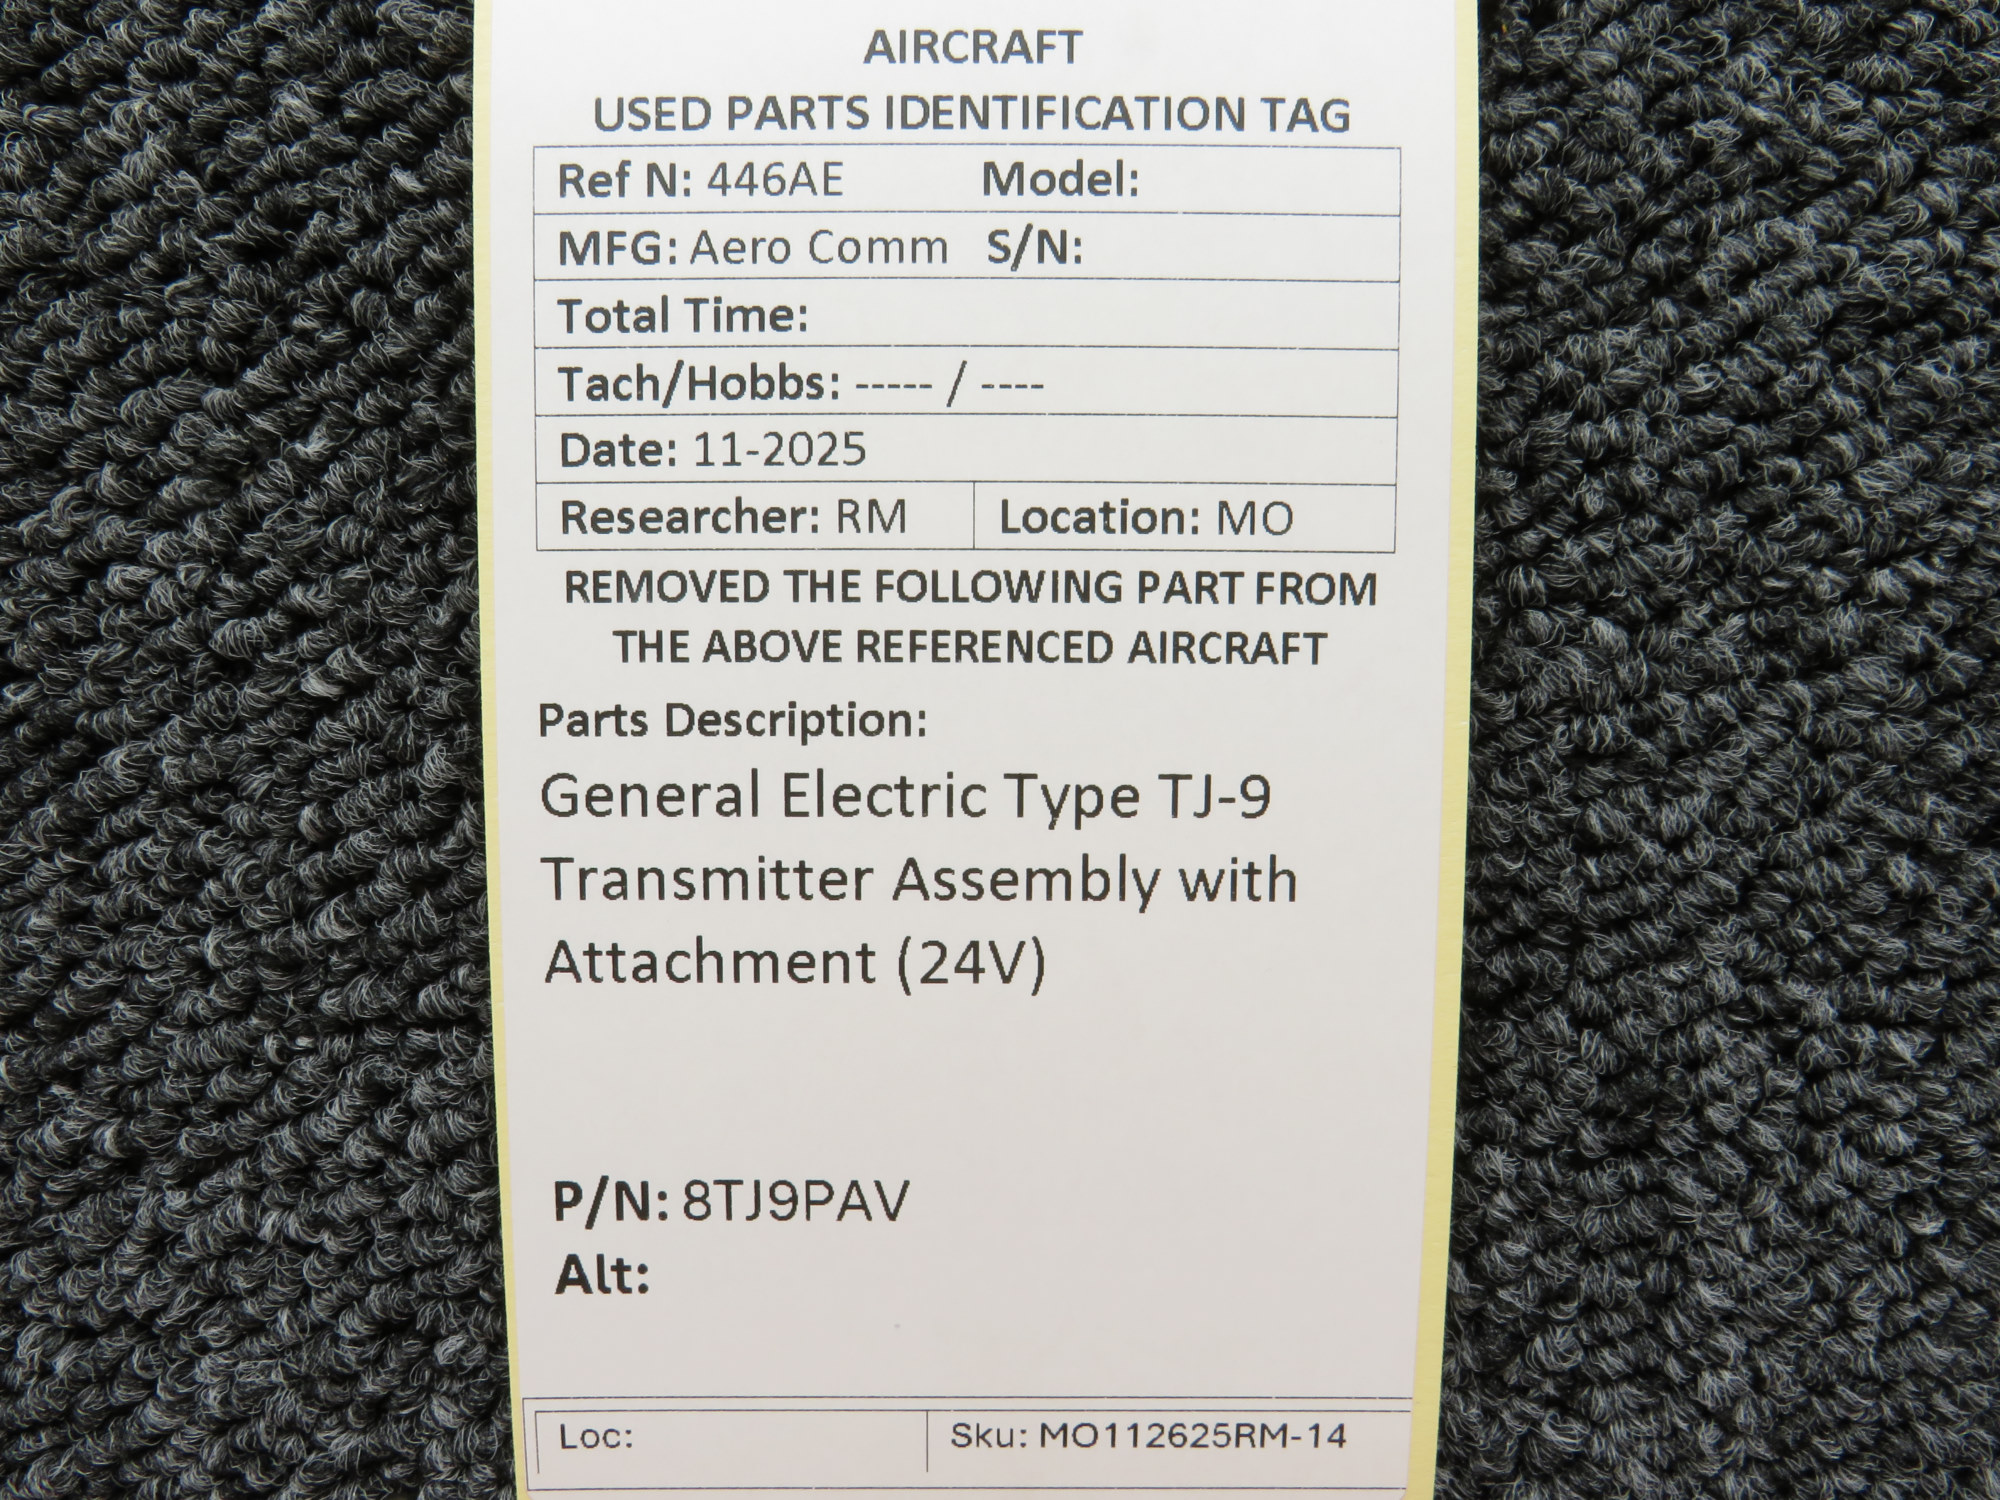 AIRCRAFT
USED PARTS IDENTIFICATION TAG
Ref N: 446AE Model:
MFG: Aero Comm S/N:
Total Time:
Tach/Hobbs: ----- / ----
Date: 11-2025
Researcher: RM Location: MO
REMOVED THE FOLLOWING PART FROM
THE ABOVE REFERENCED AIRCRAFT
Parts Description:
General Electric Type TJ-9
Transmitter Assembly with
Attachment (24V)
P/N: 8TJ9PAV
Alt:
Loc: Sku: MO112625RM-14